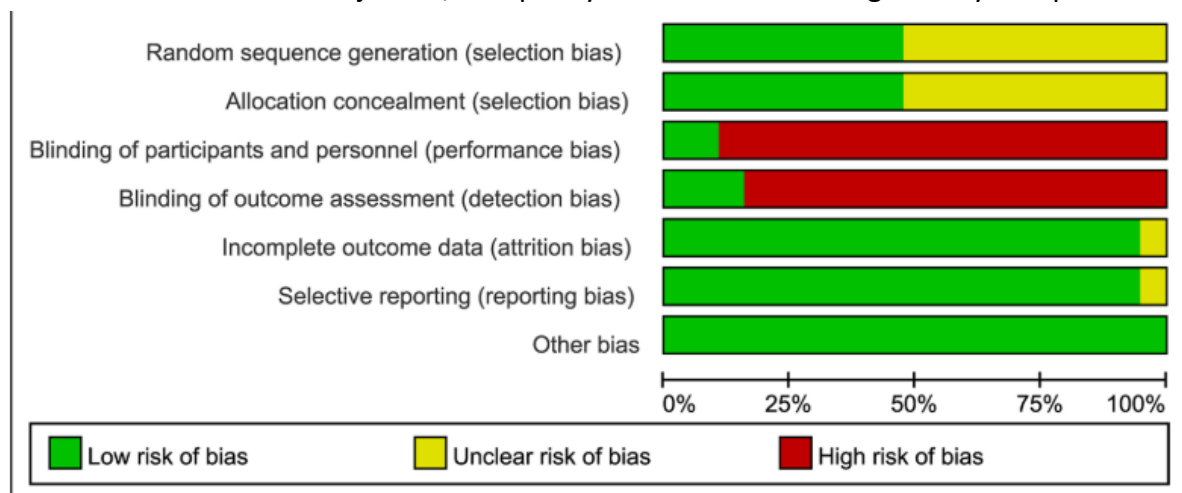 Random sequence generation (selection bias)
Allocation concealment (selection bias)
Blinding of participants and personnel (performance bias)
Blinding of outcome assessment (detection bias)
Incomplete outcome data (attrition bias)
Selective reporting (reporting bias)
Other bias
0% 25% 50% 75% 100%
Low risk of bias Unclear risk of bias High risk of bias